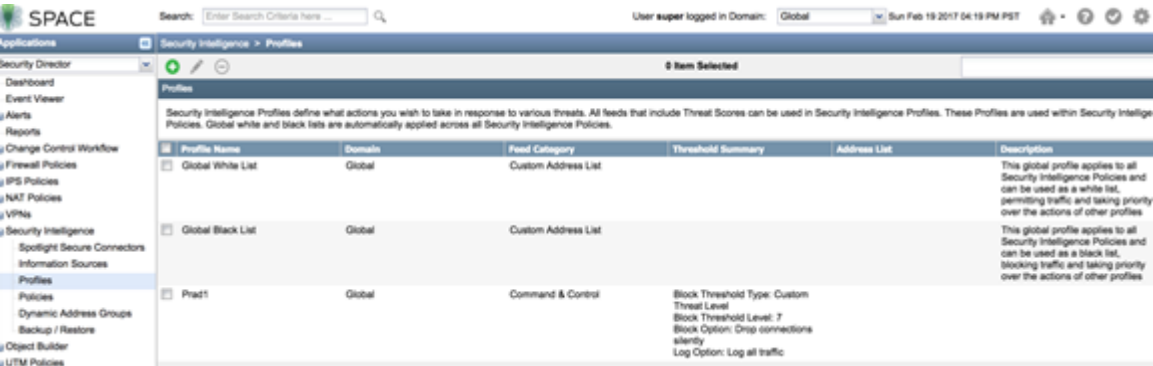 SPACE
Search: Enter Search Criteria here ...
User super logged in Domain: Global
Sun Feb 19 2017 04:19 PM PST
Applications
Security Intelligence > Profiles
Security Director
Dashboard
Event Viewer
Alerts
Reports
Change Control Workflow
Firewall Policies
IPS Policies
NAT Policies
VPNs
Security Intelligence
Spotlight Secure Connectors
Information Sources
Profiles
Policies
Dynamic Address Groups
Backup / Restore
Object Builder
UTM Policies
0 Item Selected
Profiles
Security Intelligence Profiles define what actions you wish to take in response to various threats. All feeds that include Threat Scores can be used in Security Intelligence Profiles. These Profiles are used within Security Intellige
Policies. Global white and black lists are automatically applied across all Security Intelligence Policies.
Profile Name Domain Feed Category Threshold Summary Address List Description
Global White List Global Custom Address List
This global profile applies to all
Security Intelligence Policies and
can be used as a white list,
permitting traffic and taking priority
over the actions of other profiles
Global Black List Global Custom Address List
This global profile applies to all
Security Intelligence Policies and
can be used as a black list,
blocking traffic and taking priority
over the actions of other profiles
Prad1 Global Command & Control
Block Threshold Type: Custom
Threat Level
Block Threshold Level: 7
Block Option: Drop connections
silently
Log Option: Log all traffic